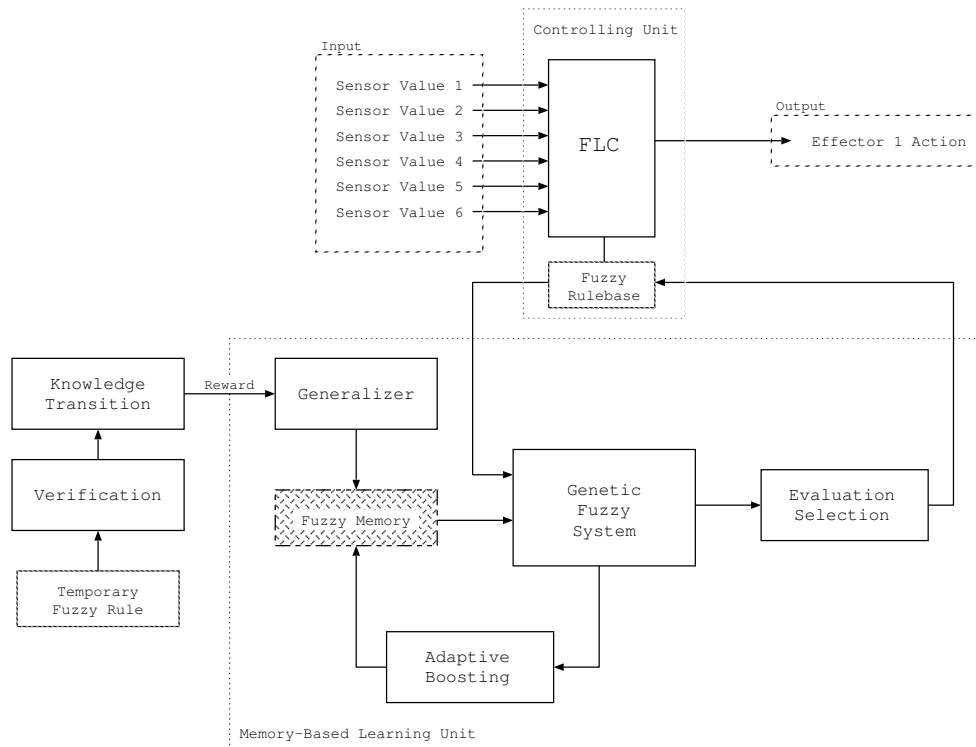 Controlling Unit
Input
Sensor Value 1
Sensor Value 2
Sensor Value 3
Sensor Value 4
Sensor Value 5
Sensor Value 6
FLC
Output
Effector 1 Action
Fuzzy
Rulebase
Knowledge
Transition
Reward
Generalizer
Verification
Fuzzy Memory
Genetic
Fuzzy
System
Evaluation
Selection
Temporary
Fuzzy Rule
Adaptive
Boosting
Memory-Based Learning Unit